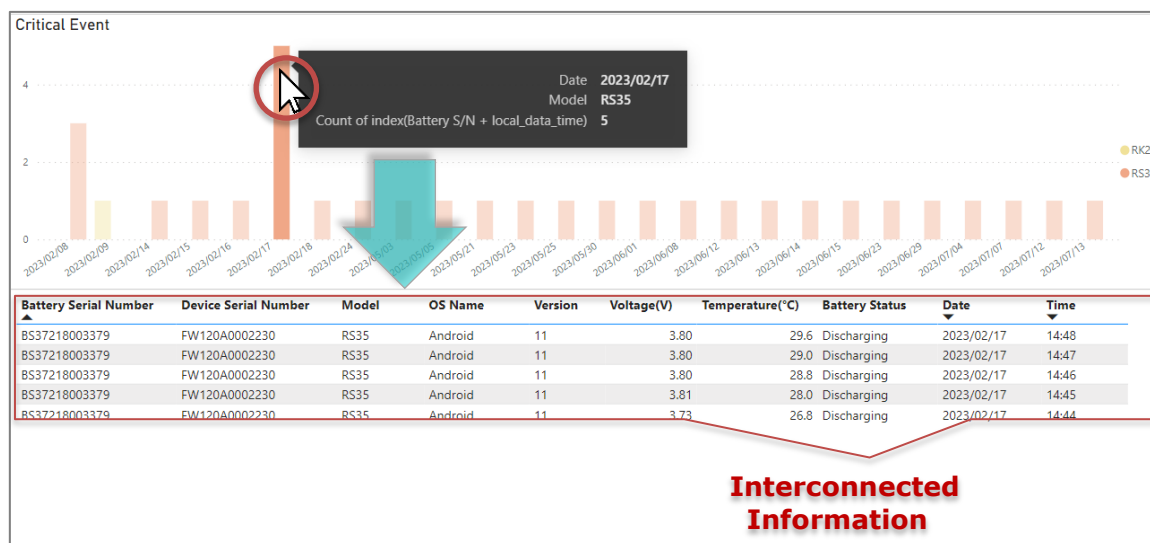 Critical Event
Date 2023/02/17
Model RS35
Count of index(Battery S/N + local_data_time) 5
4
2
0
RK2
RS3
2023/02/08 2023/02/09 2023/02/14 2023/02/15 2023/02/16 2023/02/17 2023/02/18 2023/02/24 2023/05/03 2023/05/05 2023/05/21 2023/05/23 2023/05/25 2023/05/30 2023/06/01 2023/06/08 2023/06/12 2023/06/13 2023/06/14 2023/06/15 2023/06/23 2023/06/29 2023/07/04 2023/07/07 2023/07/12 2023/07/13
Battery Serial Number Device Serial Number Model OS Name Version Voltage(V) Temperature(°C) Battery Status Date Time
BS37218003379 FW120A0002230 RS35 Android 11 3.80 29.6 Discharging 2023/02/17 14:48
BS37218003379 FW120A0002230 RS35 Android 11 3.80 29.0 Discharging 2023/02/17 14:47
BS37218003379 FW120A0002230 RS35 Android 11 3.80 28.8 Discharging 2023/02/17 14:46
BS37218003379 FW120A0002230 RS35 Android 11 3.81 28.0 Discharging 2023/02/17 14:45
BS37218003379 FW120A0002230 RS35 Android 11 3.73 26.8 Discharging 2023/02/17 14:44
Interconnected
Information